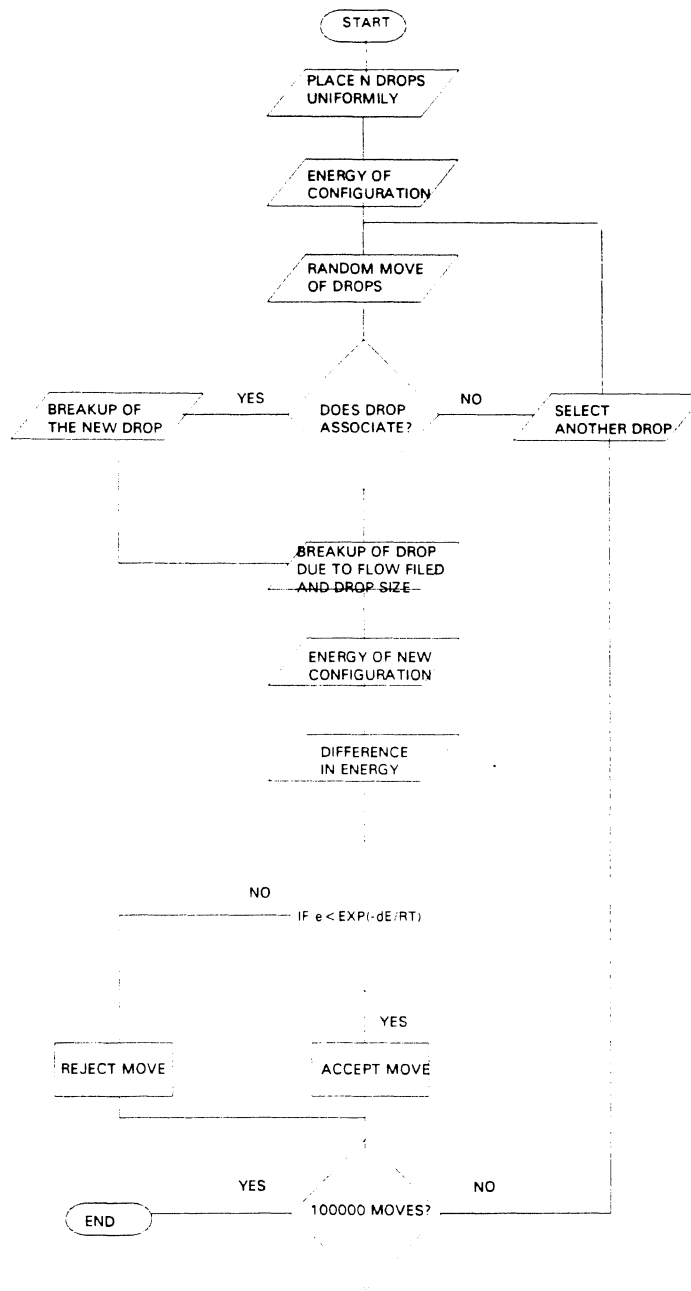 START
PLACE N DROPS
UNIFORMILY
ENERGY OF
CONFIGURATION
RANDOM MOVE
OF DROPS
YES
NO
BREAKUP OF
THE NEW DROP
DOES DROP
ASSOCIATE?
SELECT
ANOTHER DROP
BREAKUP OF DROP
DUE TO FLOW FILED
AND DROP SIZE
ENERGY OF NEW
CONFIGURATION
DIFFERENCE
IN ENERGY
NO
IF e < EXP(-dE/RT)
YES
REJECT MOVE
ACCEPT MOVE
YES
NO
END
100000 MOVES?